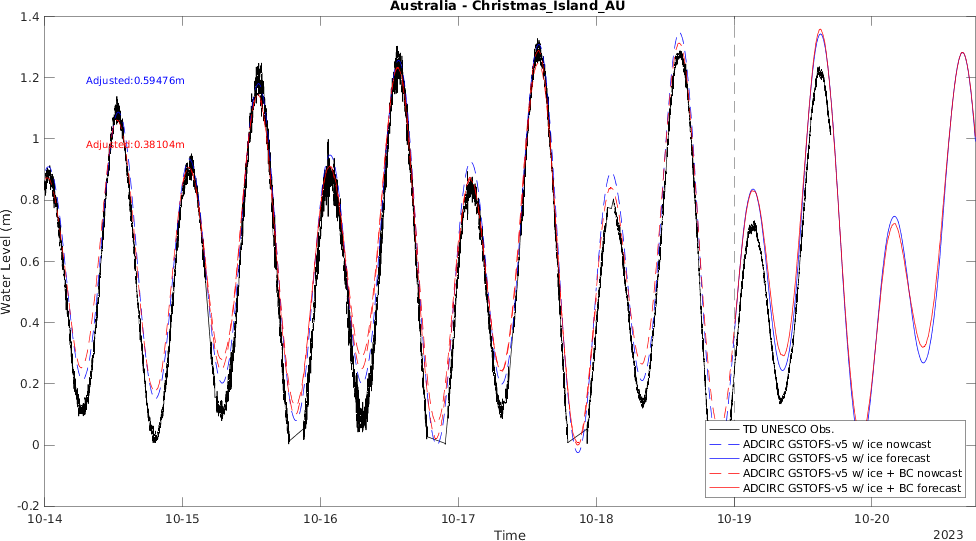 Australia - Christmas_Island_AU
1.4
1.2
1
0.8
0.6
0.4
0.2
0
-0.2
Water Level (m)
Adjusted:0.59476m
Adjusted:0.38104m
TD UNESCO Obs.
ADCIRC GSTOFS-v5 w/ ice nowcast
ADCIRC GSTOFS-v5 w/ ice forecast
ADCIRC GSTOFS-v5 w/ ice + BC nowcast
ADCIRC GSTOFS-v5 w/ ice + BC forecast
10-14 10-15 10-16 10-17 10-18 10-19 10-20
Time
2023